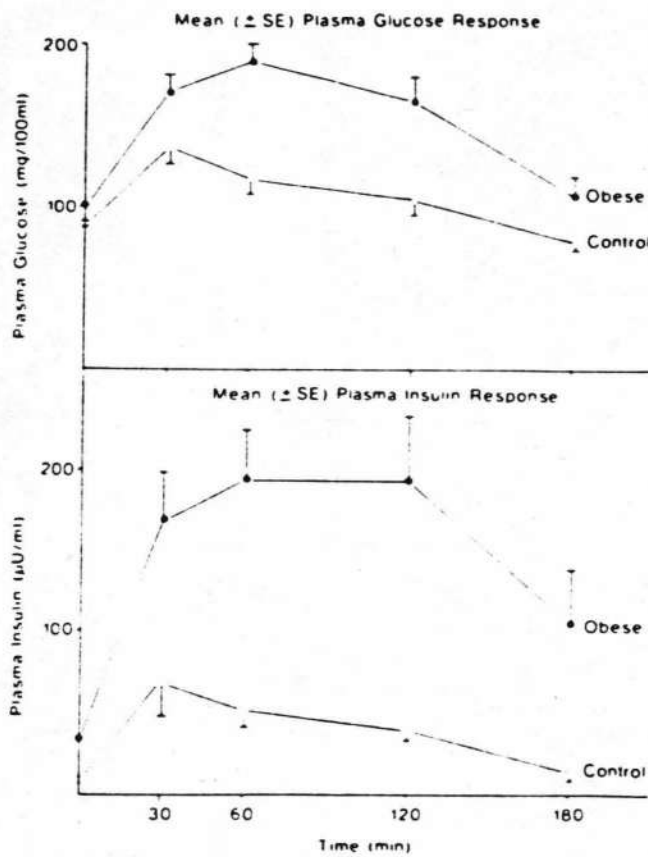 Mean (± SE) Plasma Glucose Response
200
100
Plasma Glucose (mg/100ml)
Obese
Control
Mean (± SE) Plasma Insulin Response
200
100
Plasma Insulin (µU/ml)
Obese
Control
30 60 120 180
Time (min)